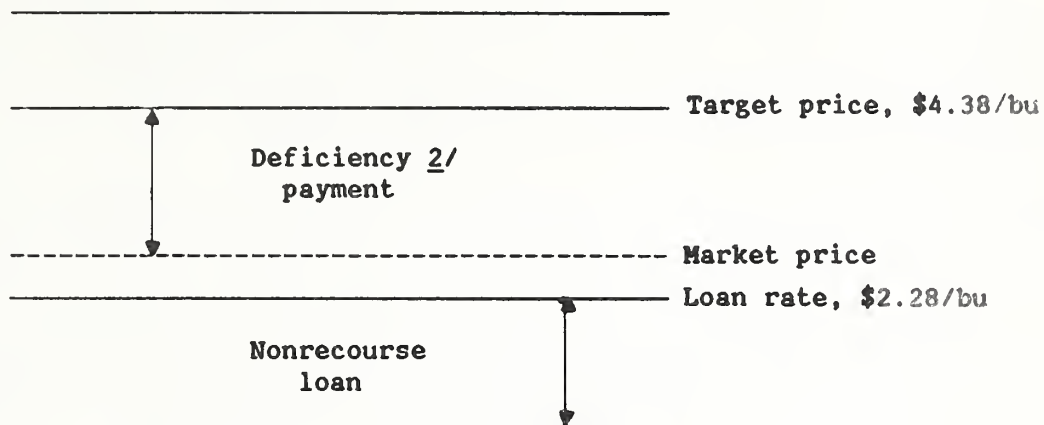 Target price, $4.38/bu
Deficiency 2/
payment
Market price
Loan rate, $2.28/bu
Nonrecourse
loan